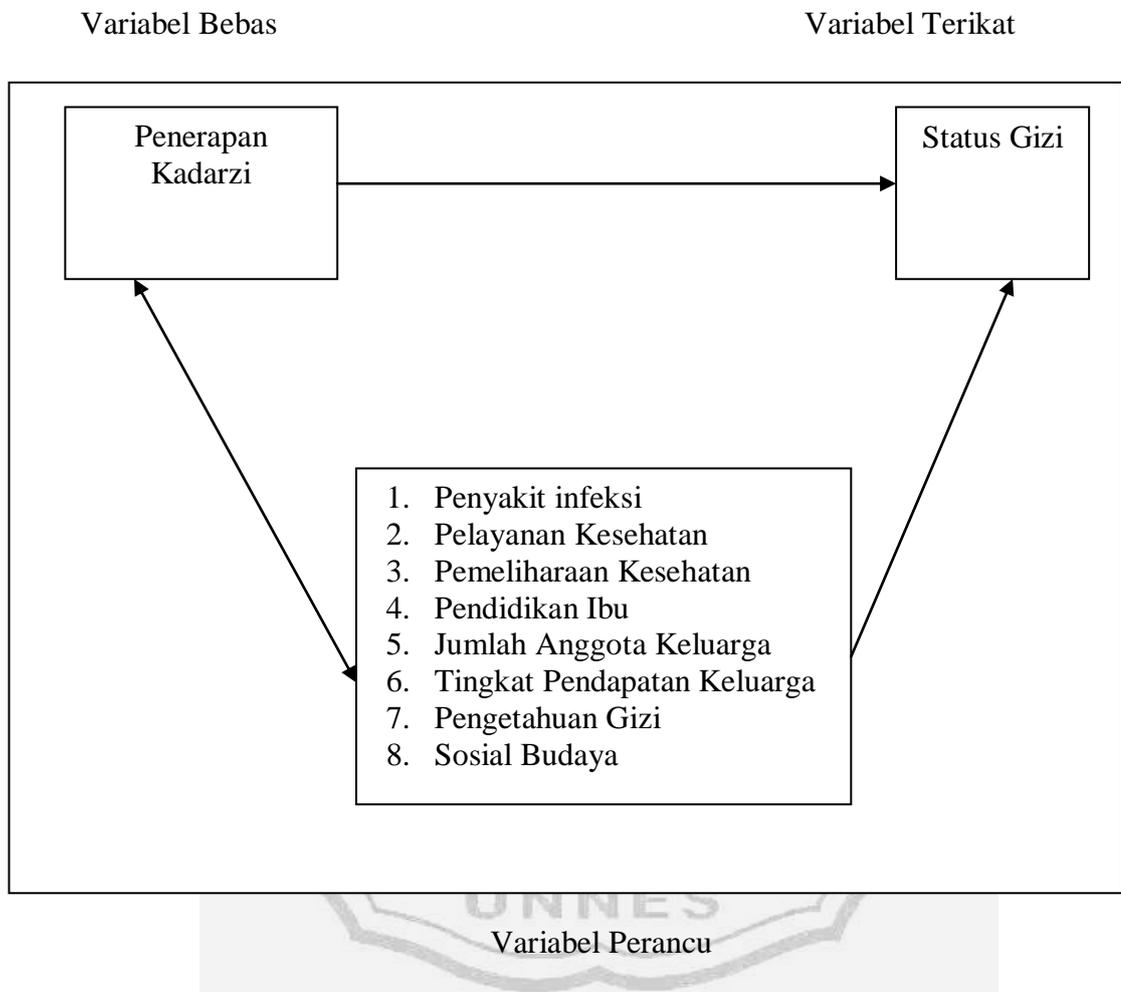 Variabel Bebas
Variabel Terikat
Penerapan
Kadarzi
Status Gizi
1. Penyakit infeksi
2. Pelayanan Kesehatan
3. Pemeliharaan Kesehatan
4. Pendidikan Ibu
5. Jumlah Anggota Keluarga
6. Tingkat Pendapatan Keluarga
7. Pengetahuan Gizi
8. Sosial Budaya
UNNES
Variabel Perancu